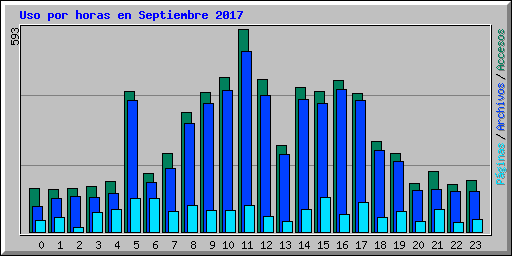 Uso por horas en Septiembre 2017
593
Páginas / Archivos / Accesos
0 1 2 3 4 5 6 7 8 9 10 11 12 13 14 15 16 17 18 19 20 21 22 23